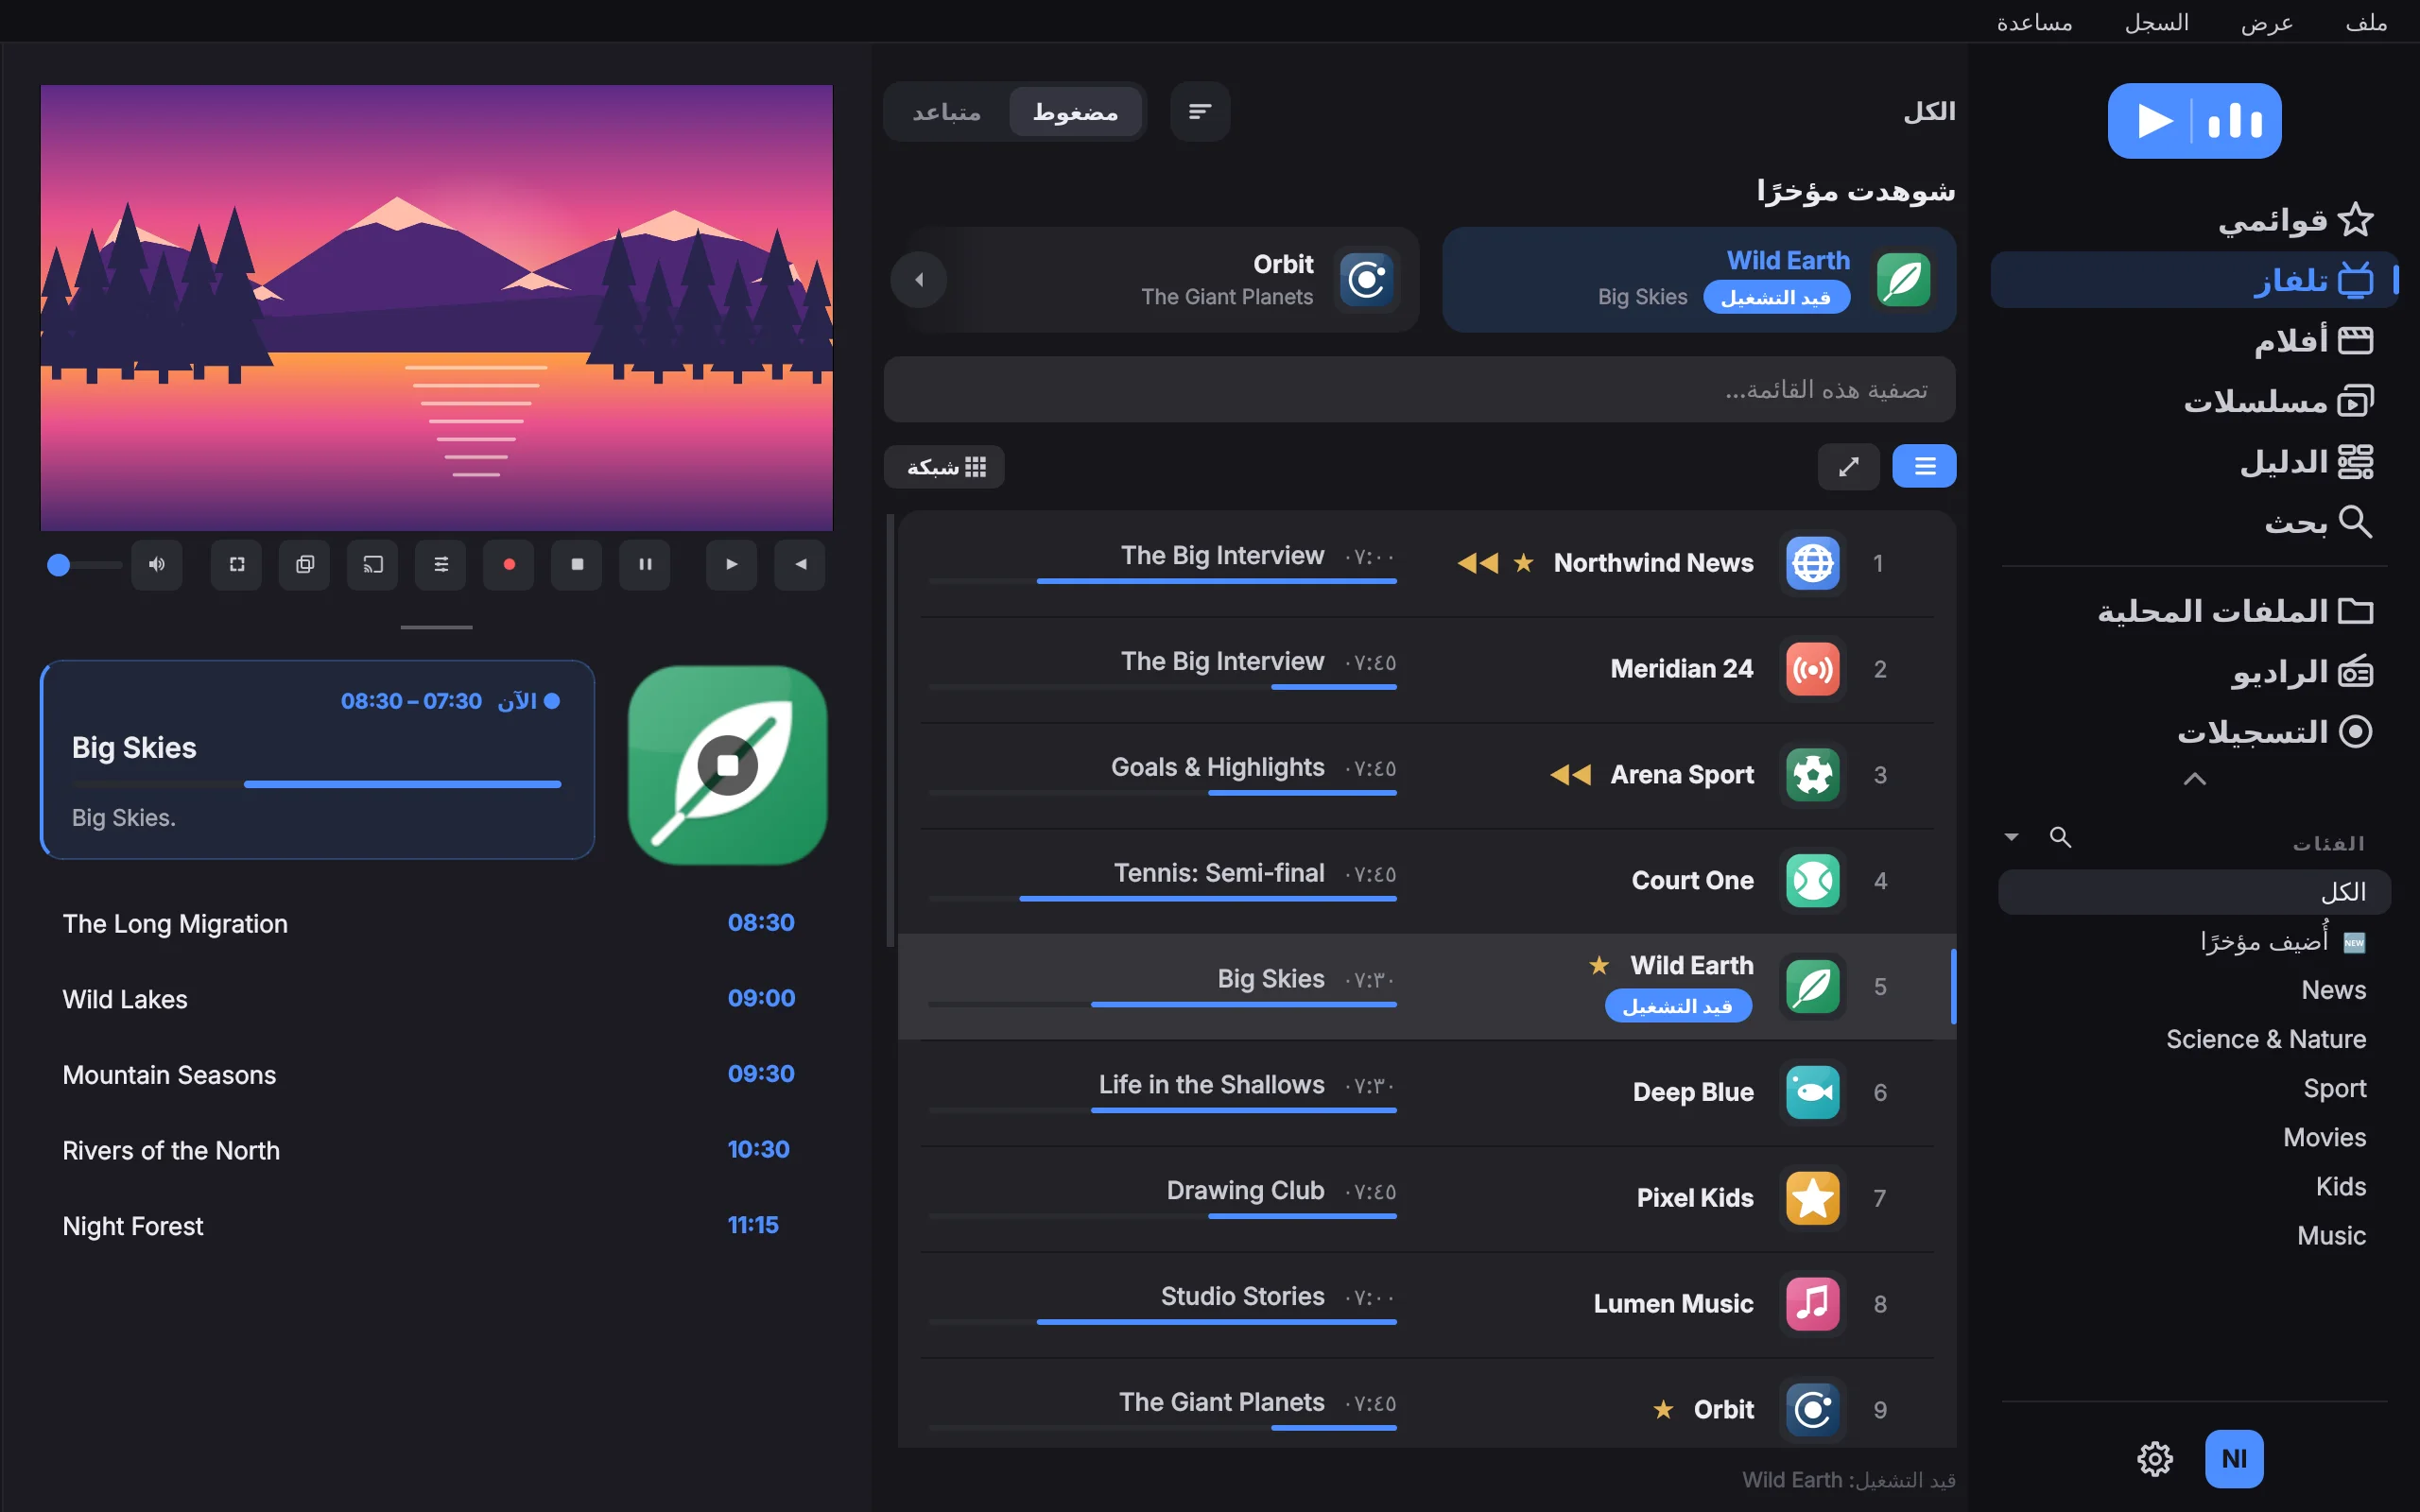 ملف عرض السجل مساعدة
قوائمي
تلفاز
أفلام
مسلسلات
الدليل
بحث
الملفات المحلية
الراديو
التسجيلات
الفئات
الكل
NEW أُضيف مؤخرًا
News
Science & Nature
Sport
Movies
Kids
Music
NI
الكل
مضغوط متباعد
شوهدت مؤخرًا
Wild Earth
قيد التشغيل Big Skies
Orbit
The Giant Planets
تصفية هذه القائمة...
شبكة
1 Northwind News ٠٧:٠٠ The Big Interview
2 Meridian 24 ٠٧:٤٥ The Big Interview
3 Arena Sport ٠٧:٤٥ Goals & Highlights
4 Court One ٠٧:٤٥ Tennis: Semi-final
5 Wild Earth ٠٧:٣٠ Big Skies
قيد التشغيل
6 Deep Blue ٠٧:٣٠ Life in the Shallows
7 Pixel Kids ٠٧:٤٥ Drawing Club
8 Lumen Music ٠٧:٠٠ Studio Stories
9 Orbit ٠٧:٤٥ The Giant Planets
قيد التشغيل: Wild Earth
الآن 07:30 – 08:30
Big Skies
Big Skies.
08:30 The Long Migration
09:00 Wild Lakes
09:30 Mountain Seasons
10:30 Rivers of the North
11:15 Night Forest